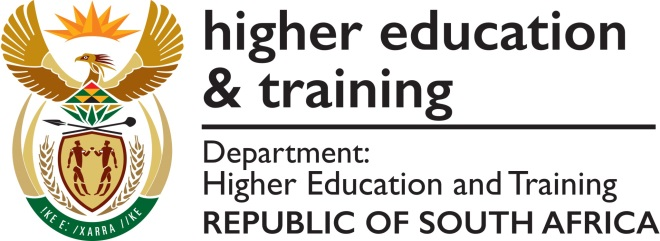 higher education
& training
Department:
Higher Education and Training
REPUBLIC OF SOUTH AFRICA
!KE E: /XARRA //KE